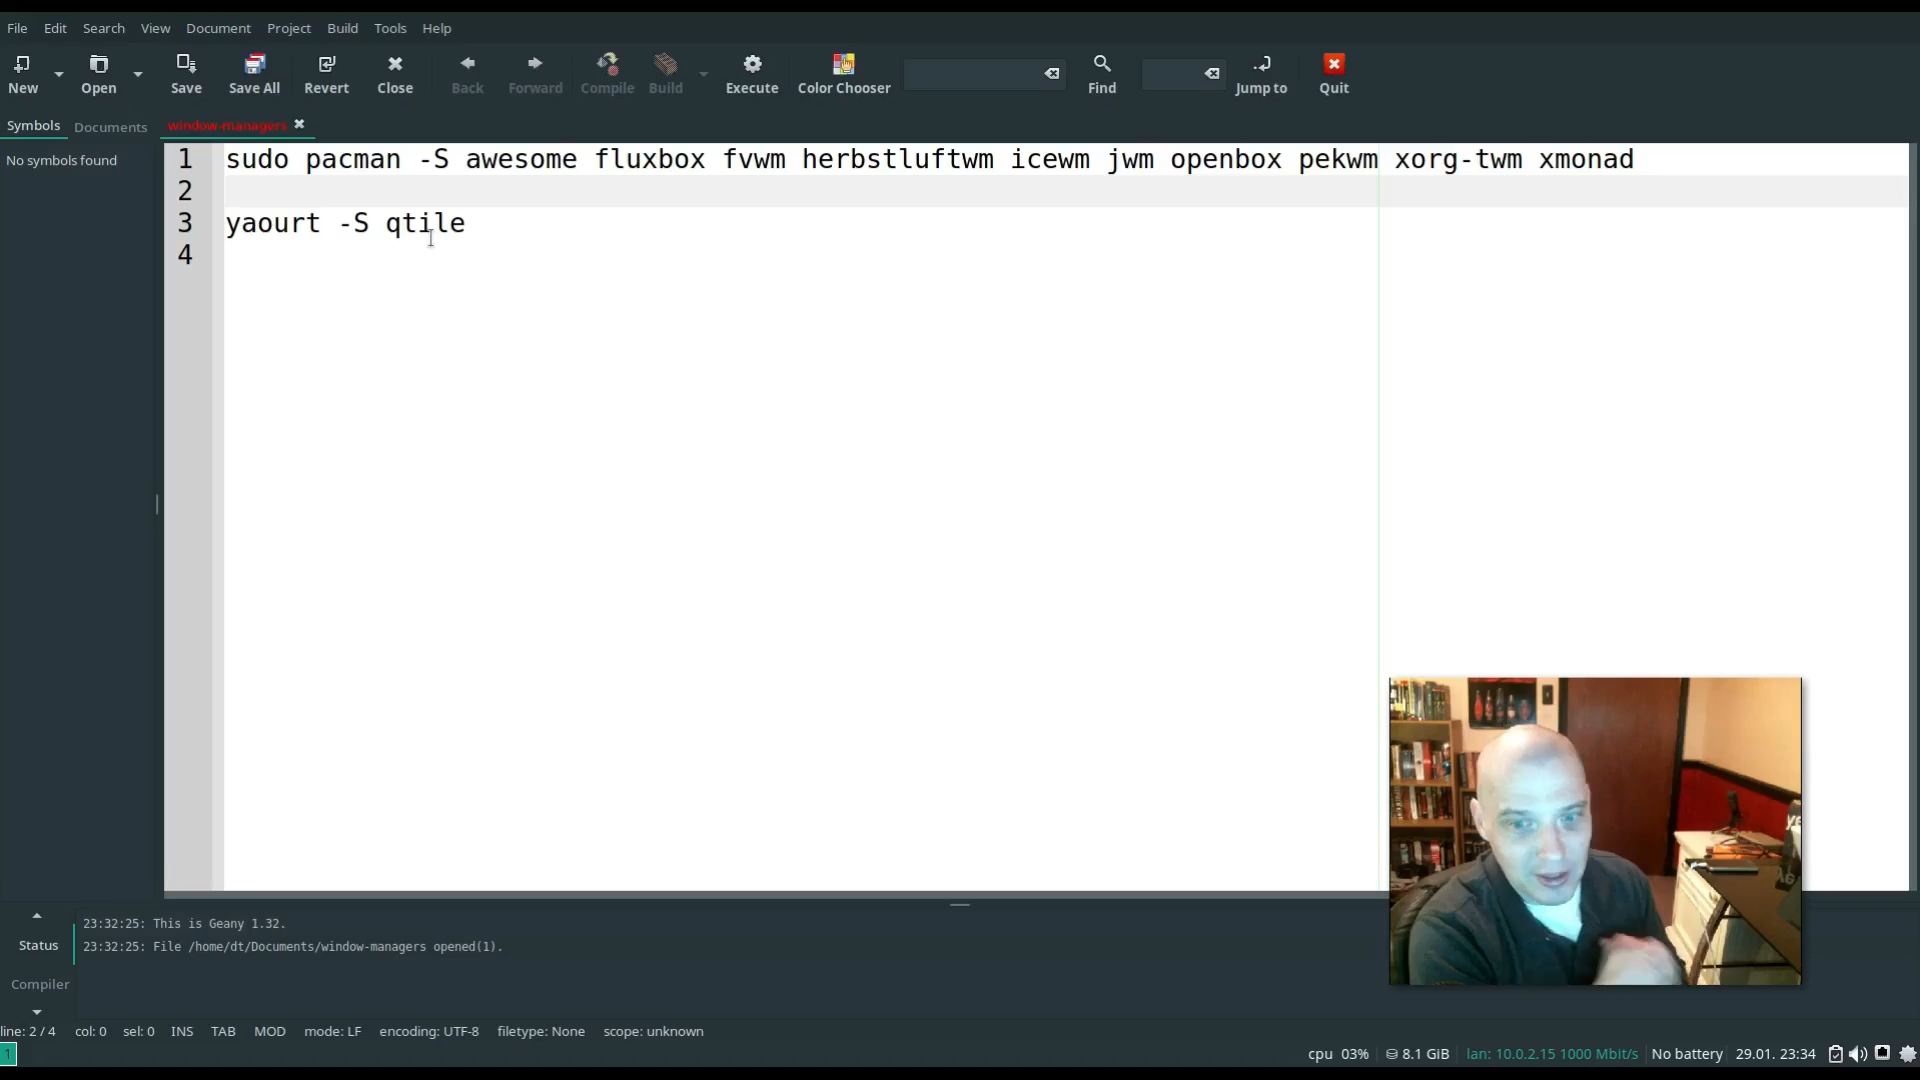 File Edit Search View Document Project Build Tools Help
New Open Save Save All Revert Close Back Forward Compile Build Execute Color Chooser Find Jump to Quit
Symbols Documents window-managers
No symbols found
1 sudo pacman -S awesome fluxbox fvwm herbstluftwm icewm jwm openbox pekwm xorg-twm xmonad
2
3 yaourt -S qtile
4
Status
Compiler
23:32:25: This is Geany 1.32.
23:32:25: File /home/dt/Documents/window-managers opened(1).
line: 2 / 4 col: 0 sel: 0 INS TAB MOD mode: LF encoding: UTF-8 filetype: None scope: unknown
1 cpu 03% 8.1 GiB lan: 10.0.2.15 1000 Mbit/s No battery 29.01. 23:34